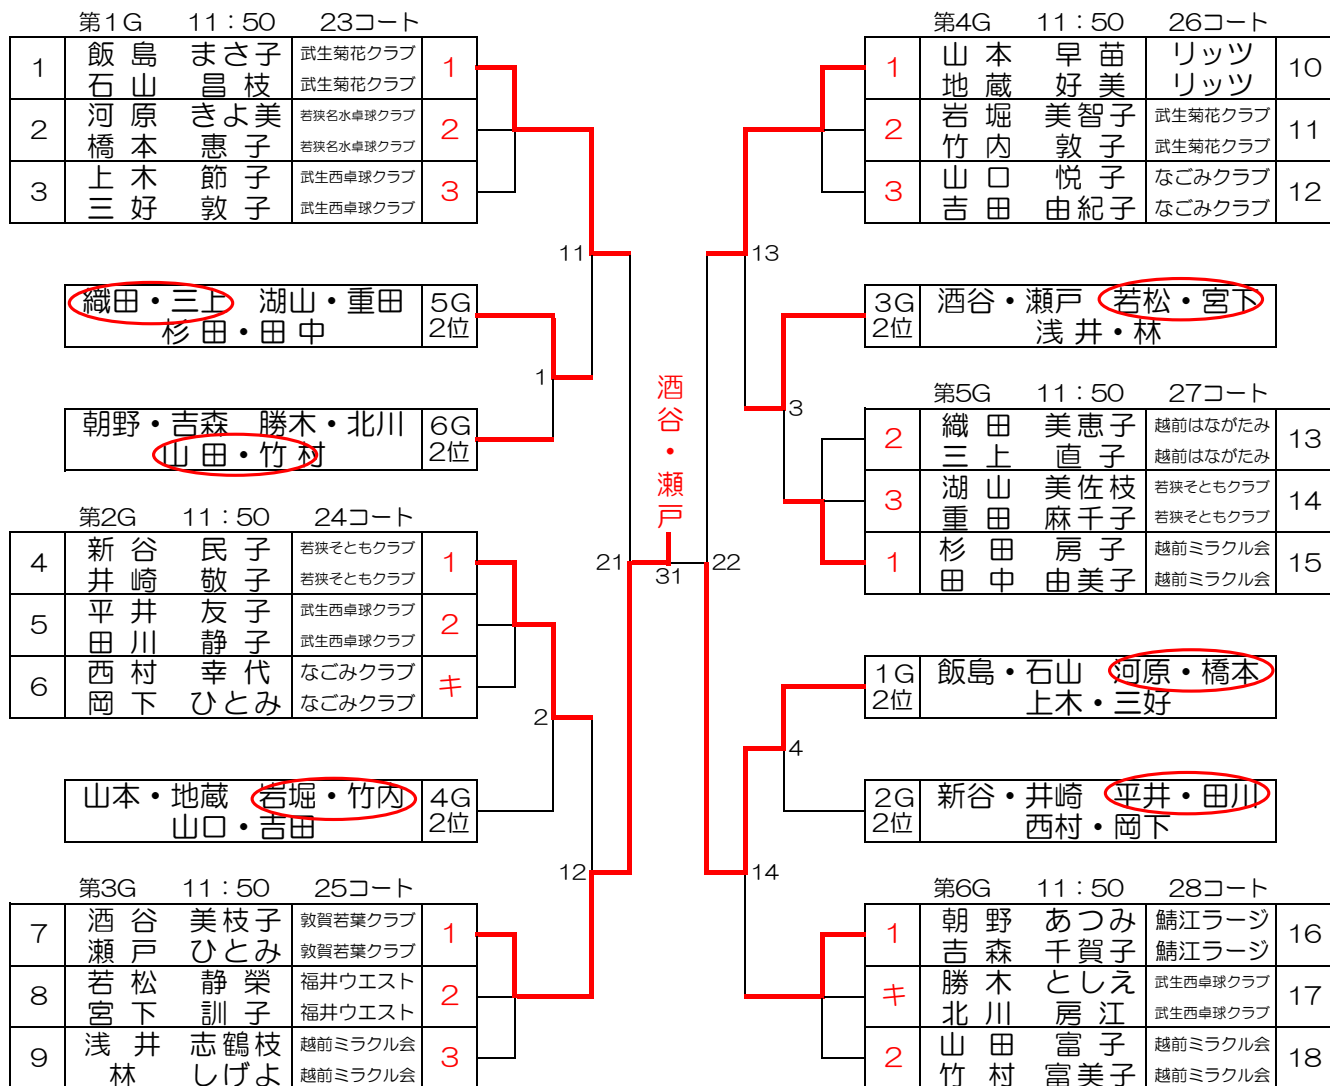 第1G 11:50 23コート
1 飯島 まさ子 武生菊花クラブ 1
石山 昌枝 武生菊花クラブ
2 河原 きよ美 若狭名水卓球クラブ 2
橋本 惠子 若狭名水卓球クラブ
3 上木 節子 武生西卓球クラブ 3
三好 敦子 武生西卓球クラブ
11
織田・三上 湖山・重田 5G
杉田・田中 2位
1
朝野・吉森 勝木・北川 6G
山田・竹村 2位
第2G 11:50 24コート
4 新谷 民子 若狭そともクラブ 1
井崎 敬子 若狭そともクラブ
5 平井 友子 武生西卓球クラブ 2
田川 静子 武生西卓球クラブ
6 西村 幸代 なごみクラブ キ
岡下 ひとみ なごみクラブ
2
山本・地蔵 岩堀・竹内 4G
山口・吉田 2位
12
第3G 11:50 25コート
7 酒谷 美枝子 敦賀若葉クラブ 1
瀬戸 ひとみ 敦賀若葉クラブ
8 若松 静榮 福井ウエスト 2
宮下 訓子 福井ウエスト
9 浅井 志鶴枝 越前ミラクル会 3
林 しげよ 越前ミラクル会
酒谷・瀬戸
21 31 22
第4G 11:50 26コート
1 山本 早苗 リッツ 10
地蔵 好美 リッツ
2 岩堀 美智子 武生菊花クラブ 11
竹内 敦子 武生菊花クラブ
3 山口 悦子 なごみクラブ 12
吉田 由紀子 なごみクラブ
13
3G 酒谷・瀬戸 若松・宮下
2位 浅井・林
3
第5G 11:50 27コート
2 織田 美恵子 越前はながたみ 13
三上 直子 越前はながたみ
3 湖山 美佐枝 若狭そともクラブ 14
重田 麻千子 若狭そともクラブ
1 杉田 房子 越前ミラクル会 15
田中 由美子 越前ミラクル会
1G 飯島・石山 河原・橋本
2位 上木・三好
4
2G 新谷・井崎 平井・田川
2位 西村・岡下
14
第6G 11:50 28コート
1 朝野 あつみ 鯖江ラージ 16
吉森 千賀子 鯖江ラージ
キ 勝木 としえ 武生西卓球クラブ 17
北川 房江 武生西卓球クラブ
2 山田 富子 越前ミラクル会 18
竹村 富美子 越前ミラクル会